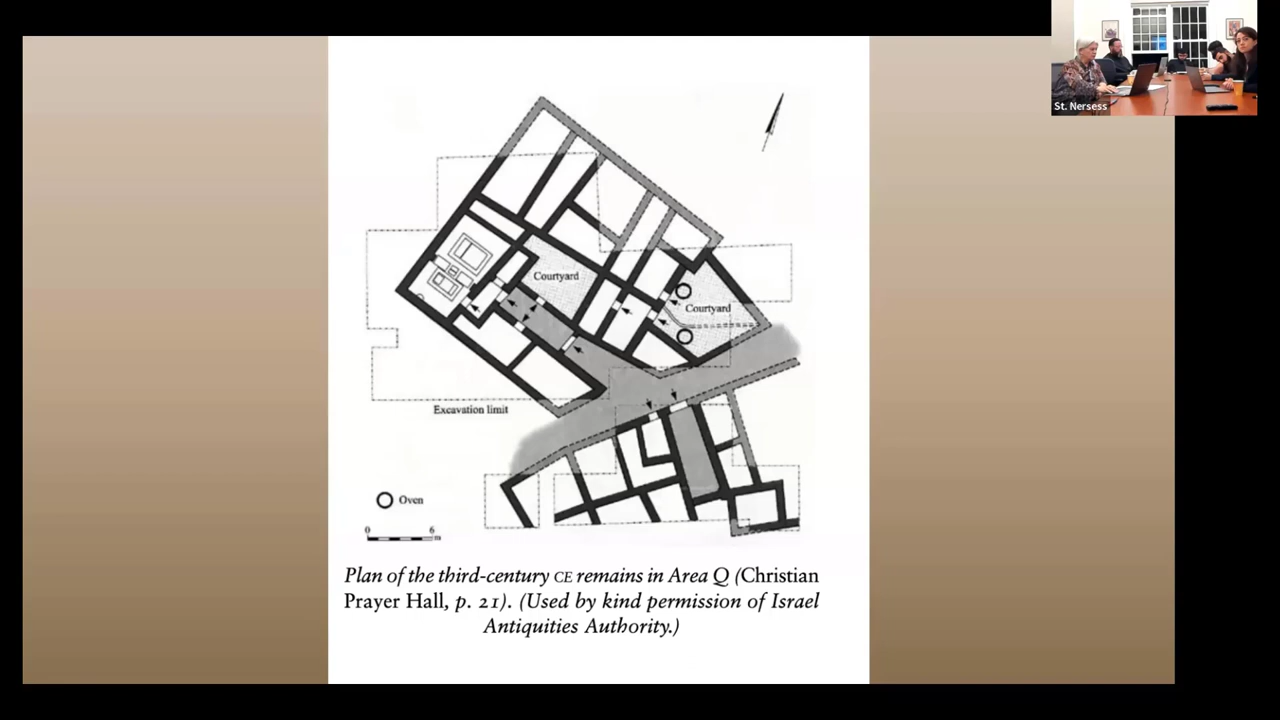 St. Nersess
Courtyard
Courtyard
Excavation limit
Oven
0 6
m
Plan of the third-century CE remains in Area Q (Christian
Prayer Hall, p. 21). (Used by kind permission of Israel
Antiquities Authority.)